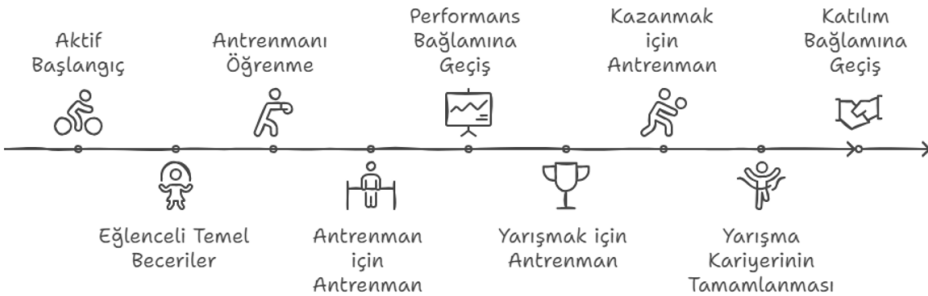 Aktif
Başlangıç
Eğlenceli Temel
Beceriler
Antrenmanı
Öğrenme
Antrenman
için
Antrenman
Performans
Bağlamına
Geçiş
Yarışmak için
Antrenman
Kazanmak
için
Antrenman
Yarışma
Kariyerinin
Tamamlanması
Katılım
Bağlamına
Geçiş